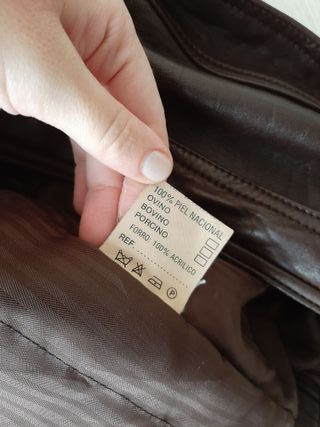 100% PIEL NACIONAL
OVINO
BOVINO
PORCINO
FORRO: 100% ACRILICO
REF.
P